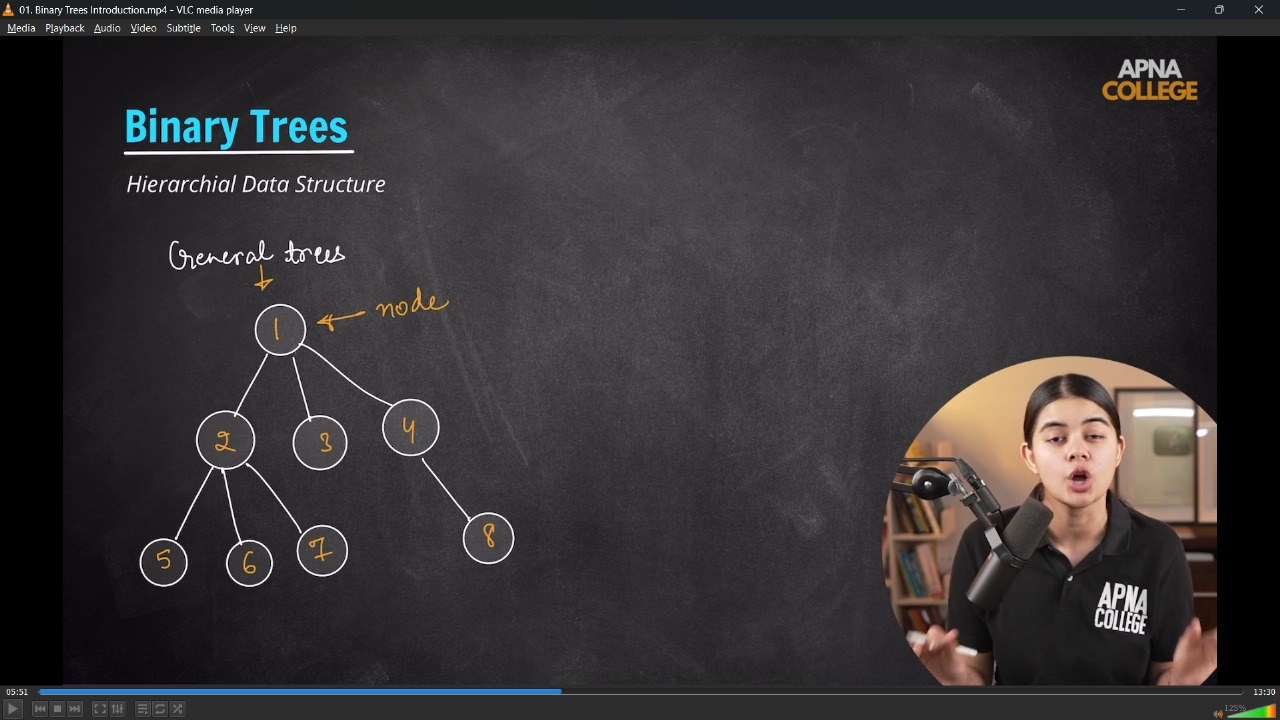 01. Binary Trees Introduction.mp4 - VLC media player
Media Playback Audio Video Subtitle Tools View Help
APNA
COLLEGE
Binary Trees
Hierarchial Data Structure
General trees
node
1
2 3 4
5 6 7 8
APNA
COLLEGE
05:51 13:30
125%